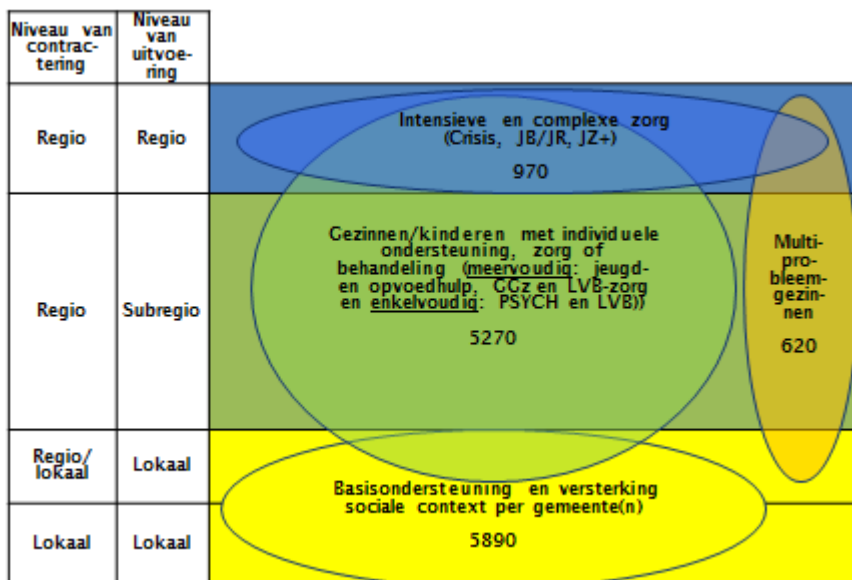 Niveau van
contrac-
tering
Niveau
van
uitvoe-
ring
Regio
Regio
Intensieve en complexe zorg
(Crisis, JB/JR, JZ+)
970
Regio
Subregio
Gezinnen/kinderen met individuele
ondersteuning, zorg of
behandeling (meervoudig: jeugd-
en opvoedhulp, GGz en LVB-zorg
en enkelvoudig: PSYCH en LVB))
5270
Multi-
pro-
bleem-
gezin-
nen
620
Regio/
lokaal
Lokaal
Basisondersteuning en versterking
sociale context per gemeente(n)
5890
Lokaal
Lokaal